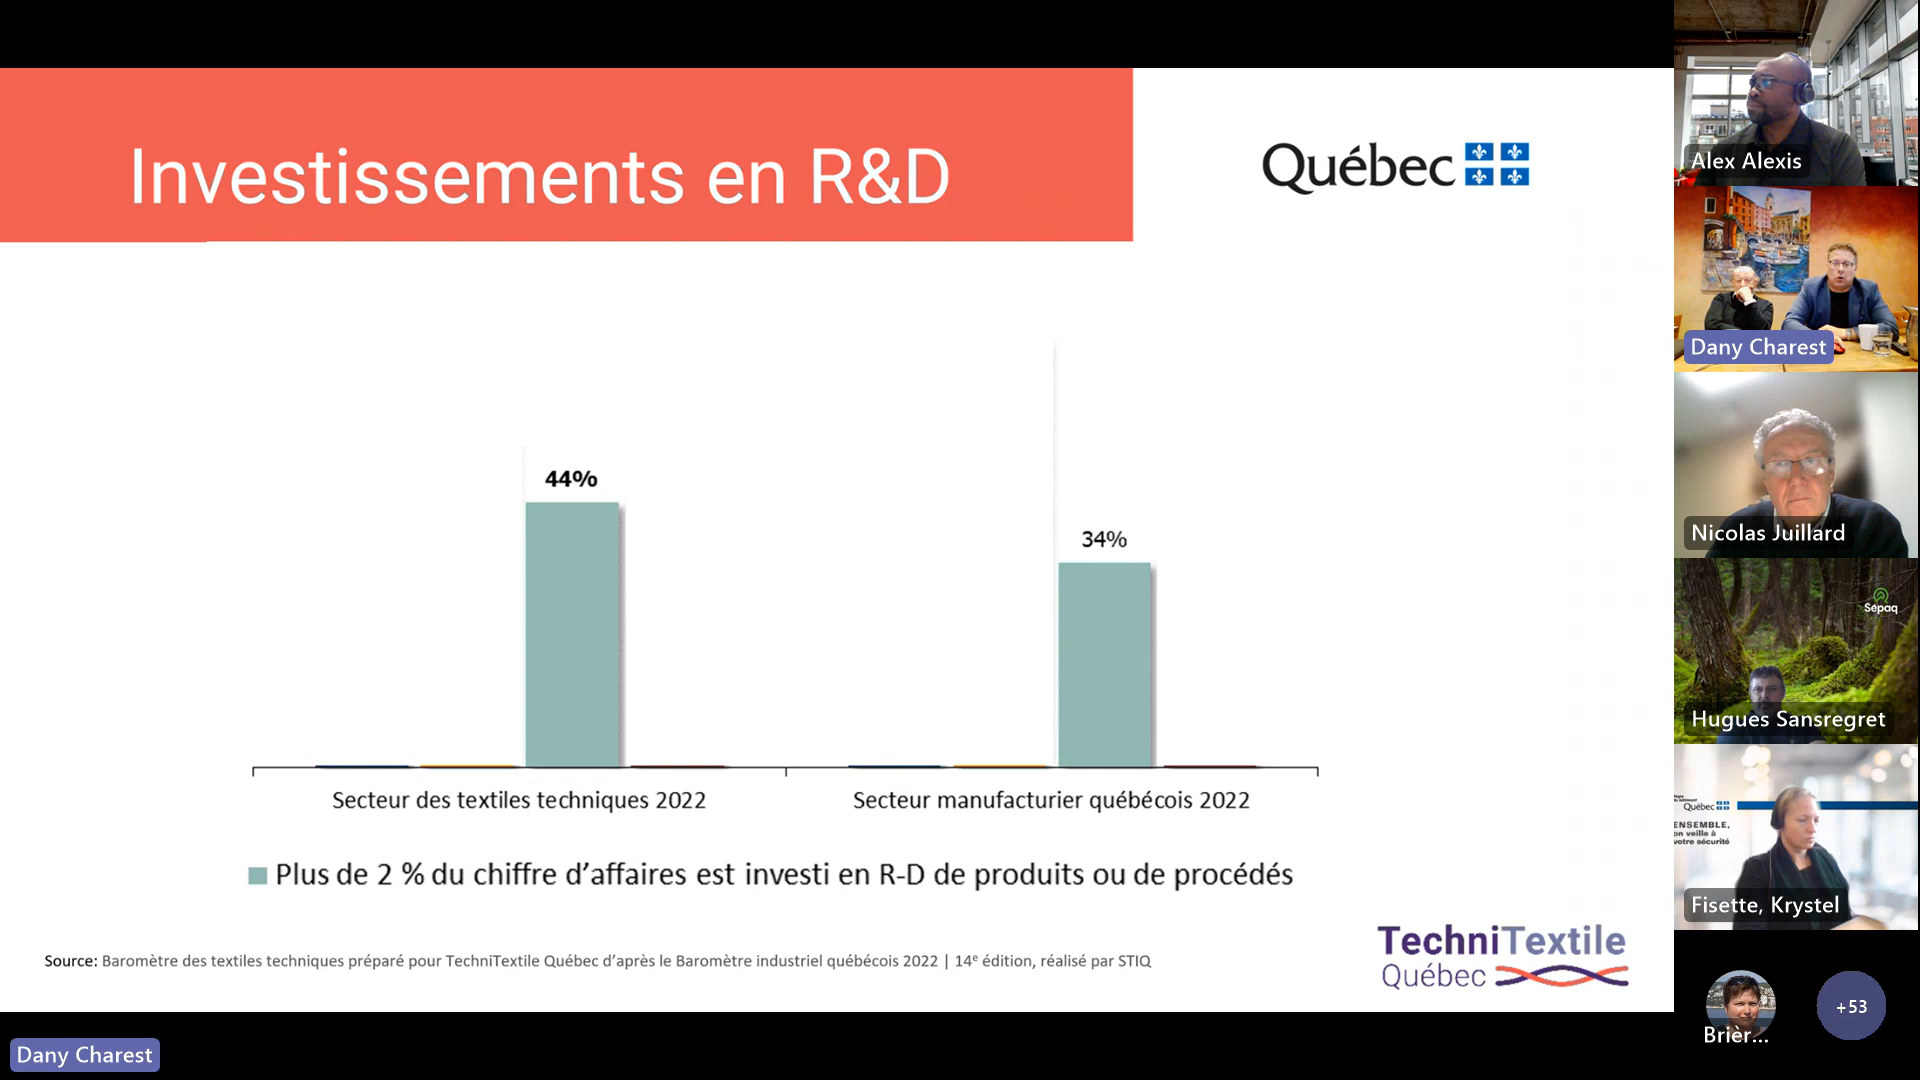 Investissements en R&D
Québec
44%
34%
Secteur des textiles techniques 2022
Secteur manufacturier québécois 2022
Plus de 2 % du chiffre d’affaires est investi en R-D de produits ou de procédés
Source: Baromètre des textiles techniques préparé pour TechniTextile Québec d’après le Baromètre industriel québécois 2022 | 14e édition, réalisé par STIQ
TechniTextile
Québec
Dany Charest
Alex Alexis
Dany Charest
Nicolas Juillard
Sépaq
Hugues Sansregret
Québec
ENSEMBLE,
on veille à
votre sécurité
Fisette, Krystel
Brièr...
+53